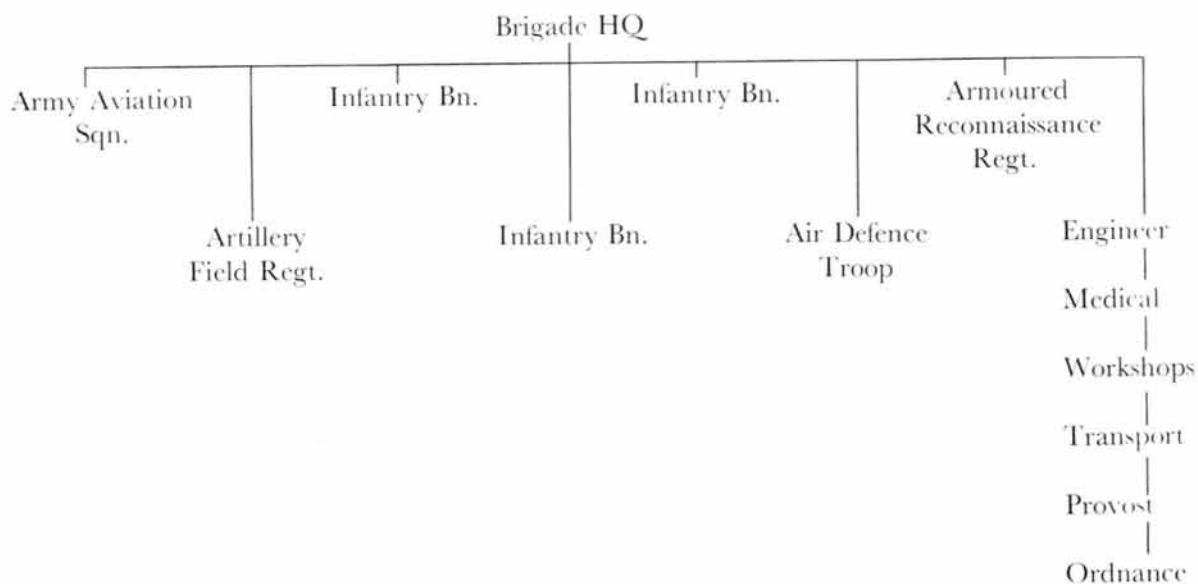 Brigade HQ
Army Aviation
Sqn.
Infantry Bn.
Infantry Bn.
Armoured
Reconnaissance
Regt.
Artillery
Field Regt.
Infantry Bn.
Air Defence
Troop
Engineer
Medical
Workshops
Transport
Provost
Ordnance